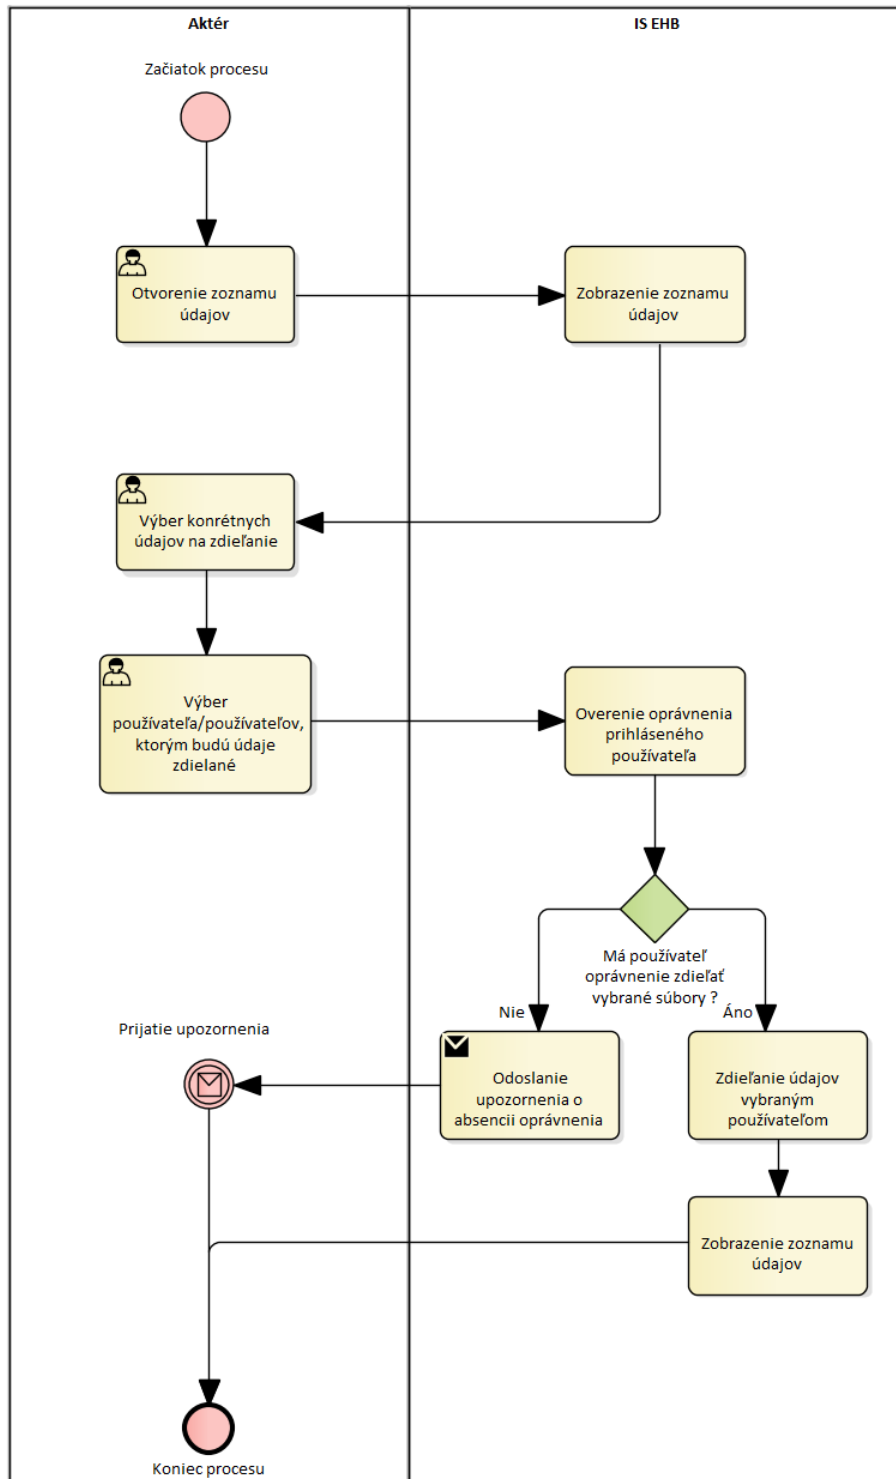 Aktér
IS EHB
Začiatok procesu
Otvorenie zoznamu
údajov
Zobrazenie zoznamu
údajov
Výber konrétnych
údajov na zdieľanie
Výber
používateľa/používateľov,
ktorým budú údaje
zdielané
Overenie oprávnenia
prihláseného
používateľa
Má používateľ
oprávnenie zdieľať
vybrané súbory ?
Nie
Áno
Prijatie upozornenia
Odoslanie
upozornenia o
absencii oprávnenia
Zdieľanie údajov
vybraným
používateľom
Zobrazenie zoznamu
údajov
Koniec procesu